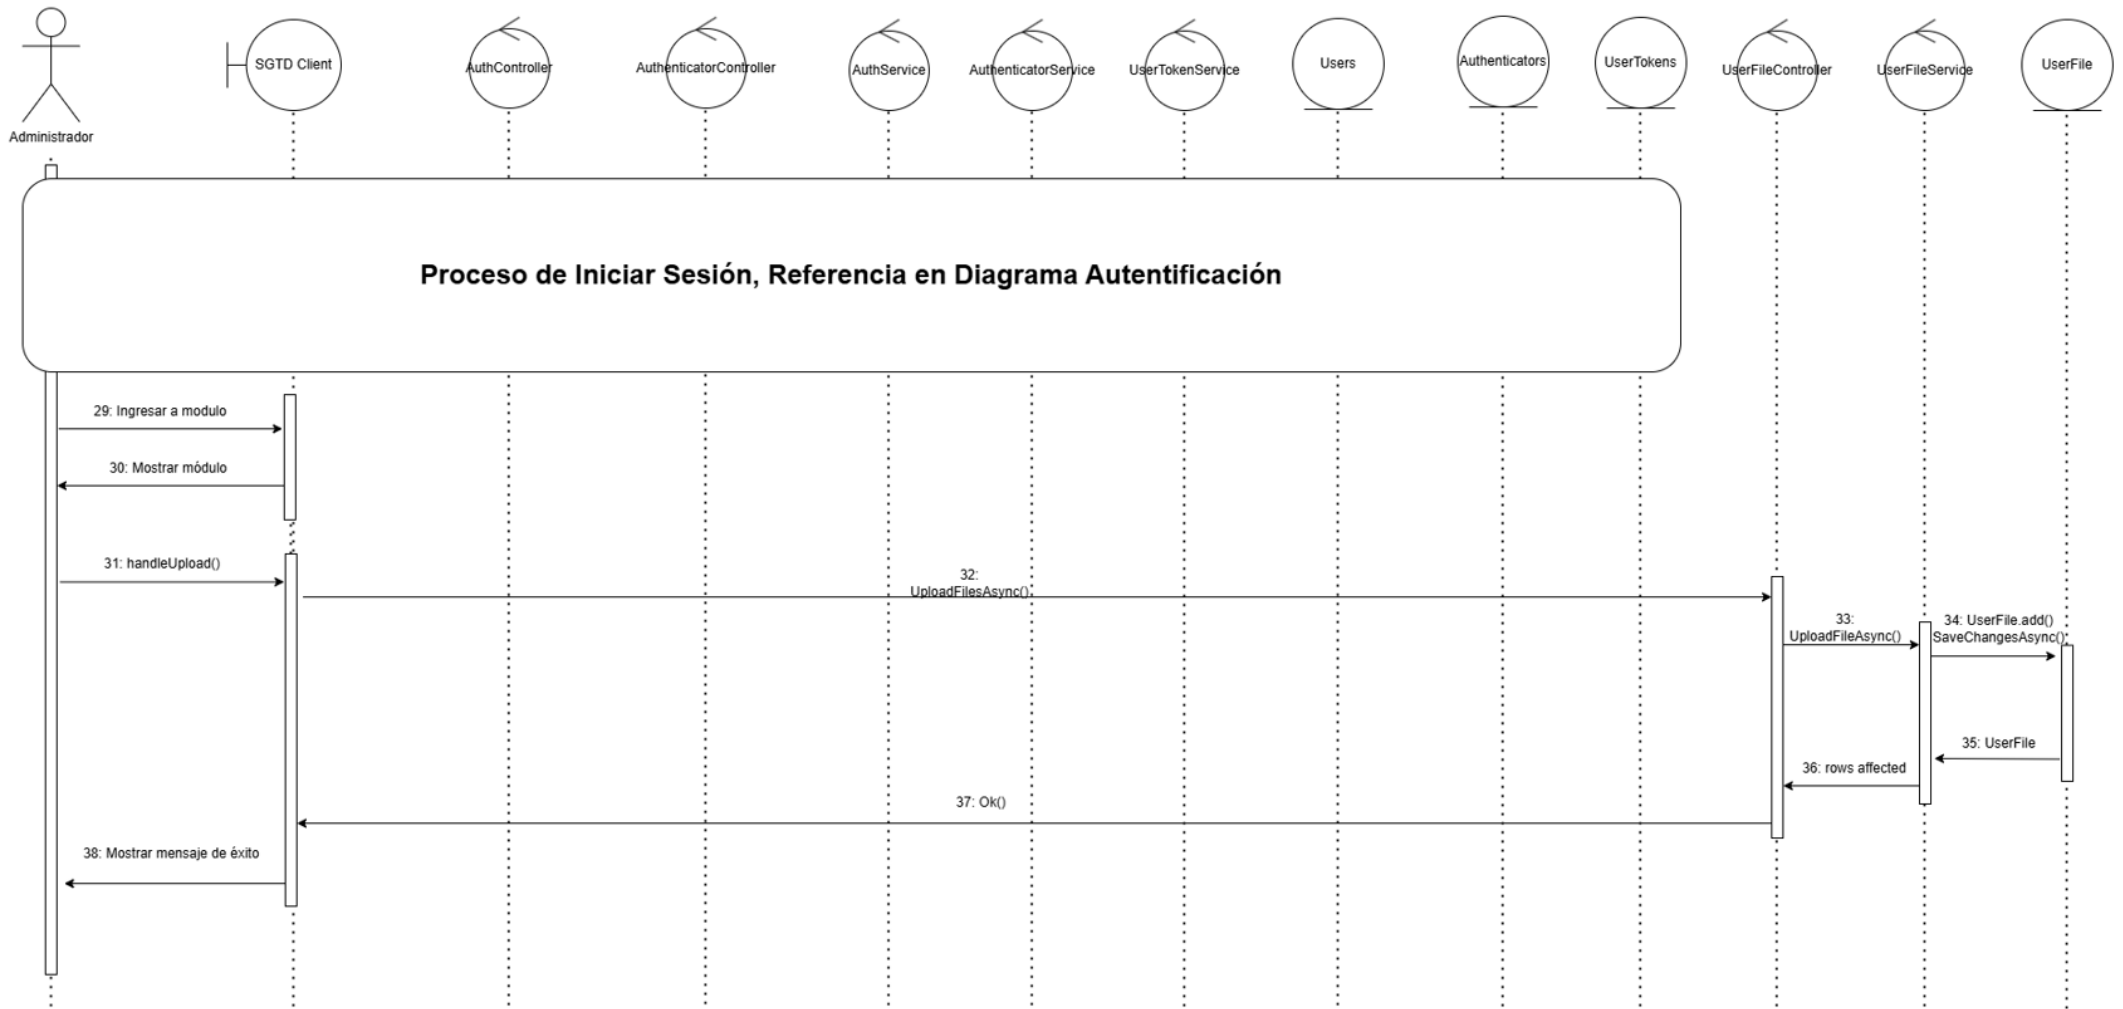 Administrador
SGTD Client
AuthController
AuthenticatorController
AuthService
AuthenticatorService
UserTokenService
Users
Authenticators
UserTokens
UserFileController
UserFileService
UserFile
Proceso de Iniciar Sesión, Referencia en Diagrama Autentificación
29: Ingresar a modulo
30: Mostrar módulo
31: handleUpload()
32:
UploadFilesAsync()
33:
UploadFileAsync()
34: UserFile.add()
SaveChangesAsync()
35: UserFile
36: rows affected
37: Ok()
38: Mostrar mensaje de éxito